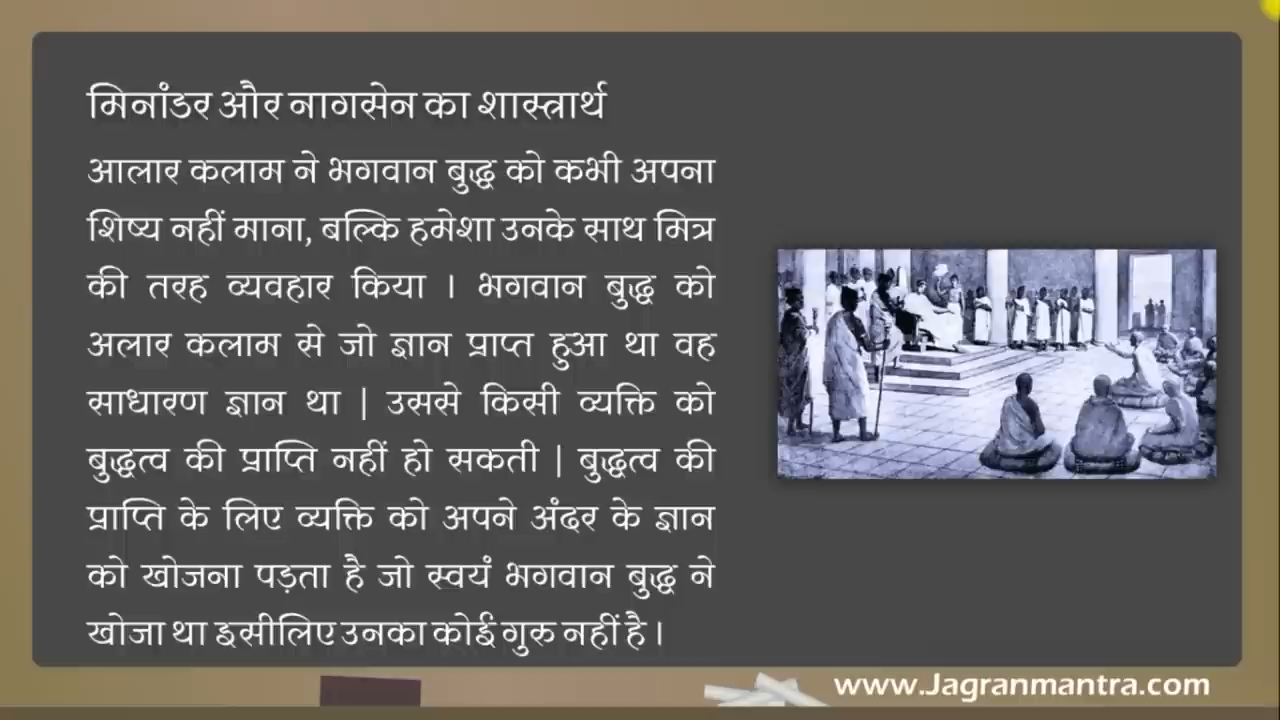 मिनांडर और नागसेन का शास्त्रार्थ
आलार कलाम ने भगवान बुद्ध को कभी अपना
शिष्य नहीं माना, बल्कि हमेशा उनके साथ मित्र
की तरह व्यवहार किया । भगवान बुद्ध को
अलार कलाम से जो ज्ञान प्राप्त हुआ था वह
साधारण ज्ञान था | उससे किसी व्यक्ति को
बुद्धत्व की प्राप्ति नहीं हो सकती | बुद्धत्व की
प्राप्ति के लिए व्यक्ति को अपने अंदर के ज्ञान
को खोजना पड़ता है जो स्वयं भगवान बुद्ध ने
खोजा था इसीलिए उनका कोई गुरु नहीं है ।
www.Jagranmantra.com